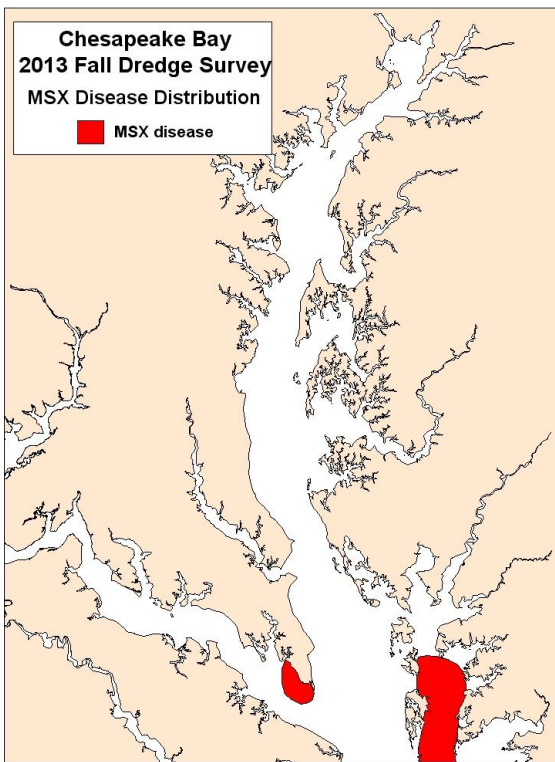 Chesapeake Bay
2013 Fall Dredge Survey
MSX Disease Distribution
MSX disease